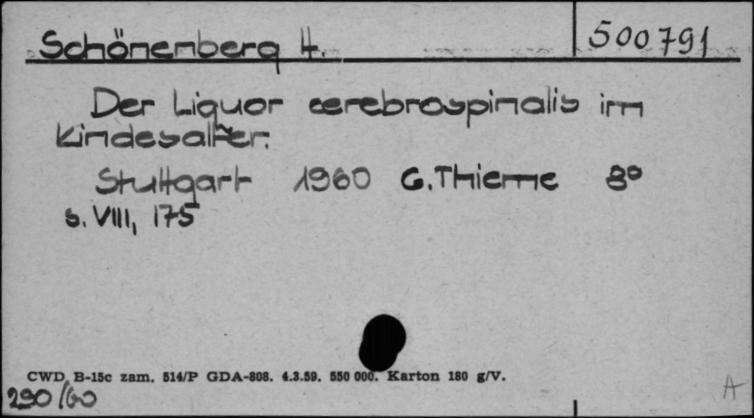 Schönenberg H. 500791
Der Liquor cerebrospinalis im
Kindesalter.
Stuttgart 1960 G. Thieme 8°
s. VIII, 175
CWD B-15c zam. 514/P GDA-808. 4.3.59. 550 000. Karton 180 g/V.
290/60 A